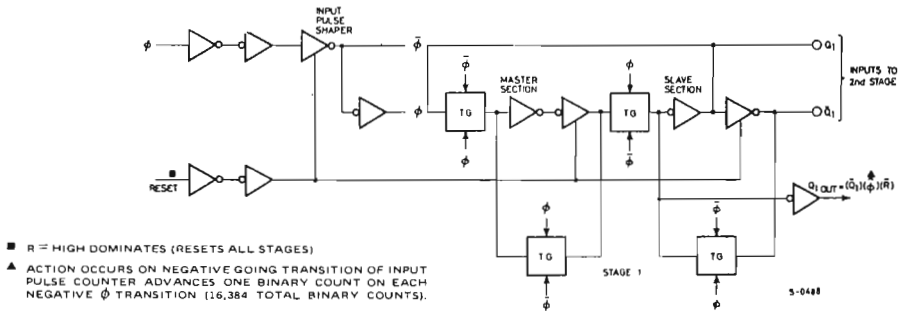 INPUT
PULSE
SHAPER
ϕ
ϕ̄
Q1
INPUTS TO
2nd STAGE
ϕ̄
MASTER
SECTION
ϕ
SLAVE
SECTION
ϕ
TG
TG
Q̄1
ϕ
ϕ̄
■
RESET
Q1 OUT = (Q̄1)(ϕ̄)(R̄)
▲
ϕ
ϕ̄
TG
TG
STAGE 1
ϕ̄
ϕ
S-0488
■ R = HIGH DOMINATES (RESETS ALL STAGES)
▲ ACTION OCCURS ON NEGATIVE GOING TRANSITION OF INPUT
PULSE COUNTER ADVANCES ONE BINARY COUNT ON EACH
NEGATIVE ϕ TRANSITION (16,384 TOTAL BINARY COUNTS).